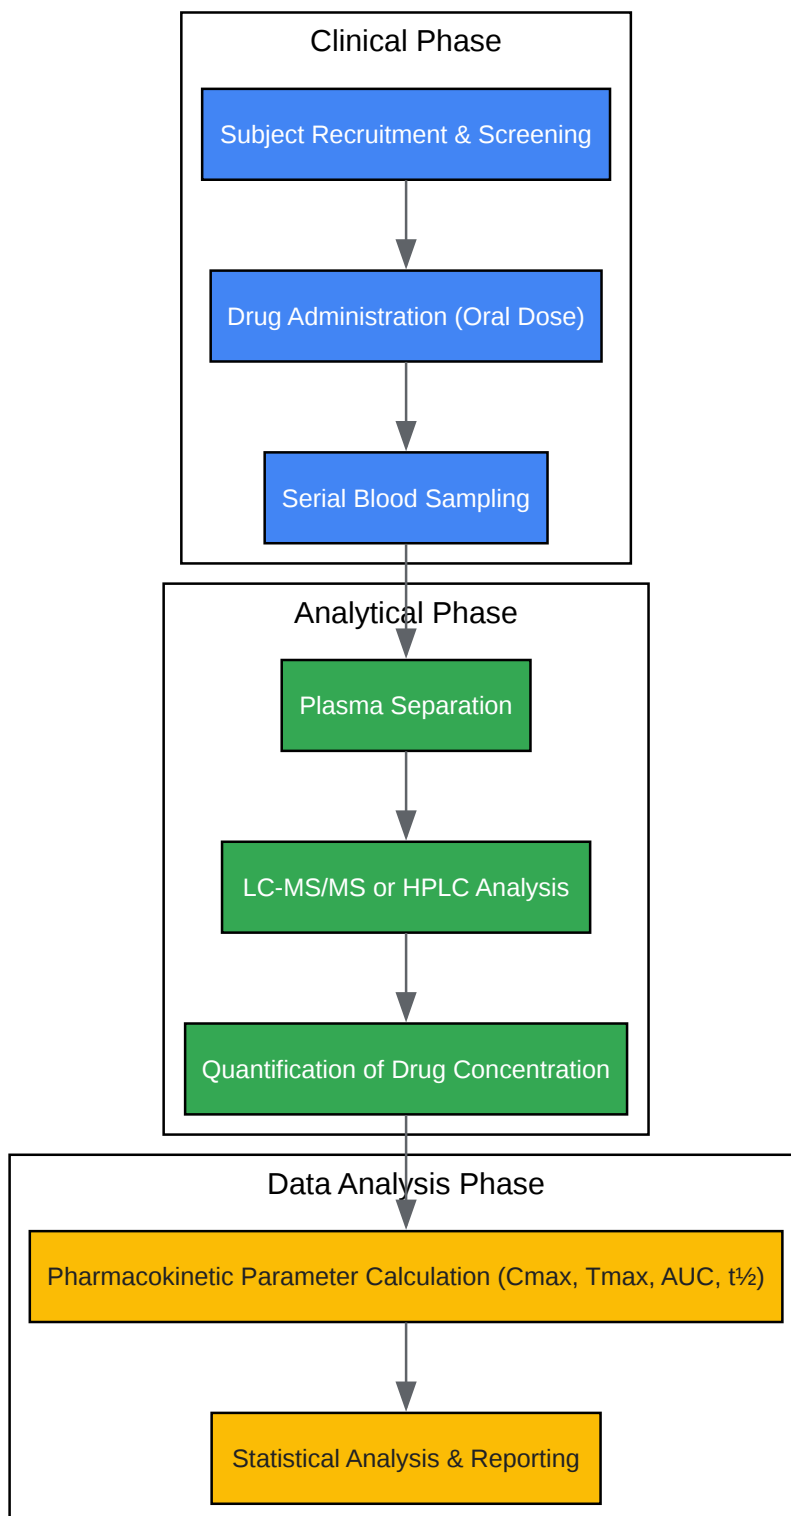 Clinical Phase
Subject Recruitment & Screening
Drug Administration (Oral Dose)
Serial Blood Sampling
Analytical Phase
Plasma Separation
LC-MS/MS or HPLC Analysis
Quantification of Drug Concentration
Data Analysis Phase
Pharmacokinetic Parameter Calculation (Cmax, Tmax, AUC, t½)
Statistical Analysis & Reporting